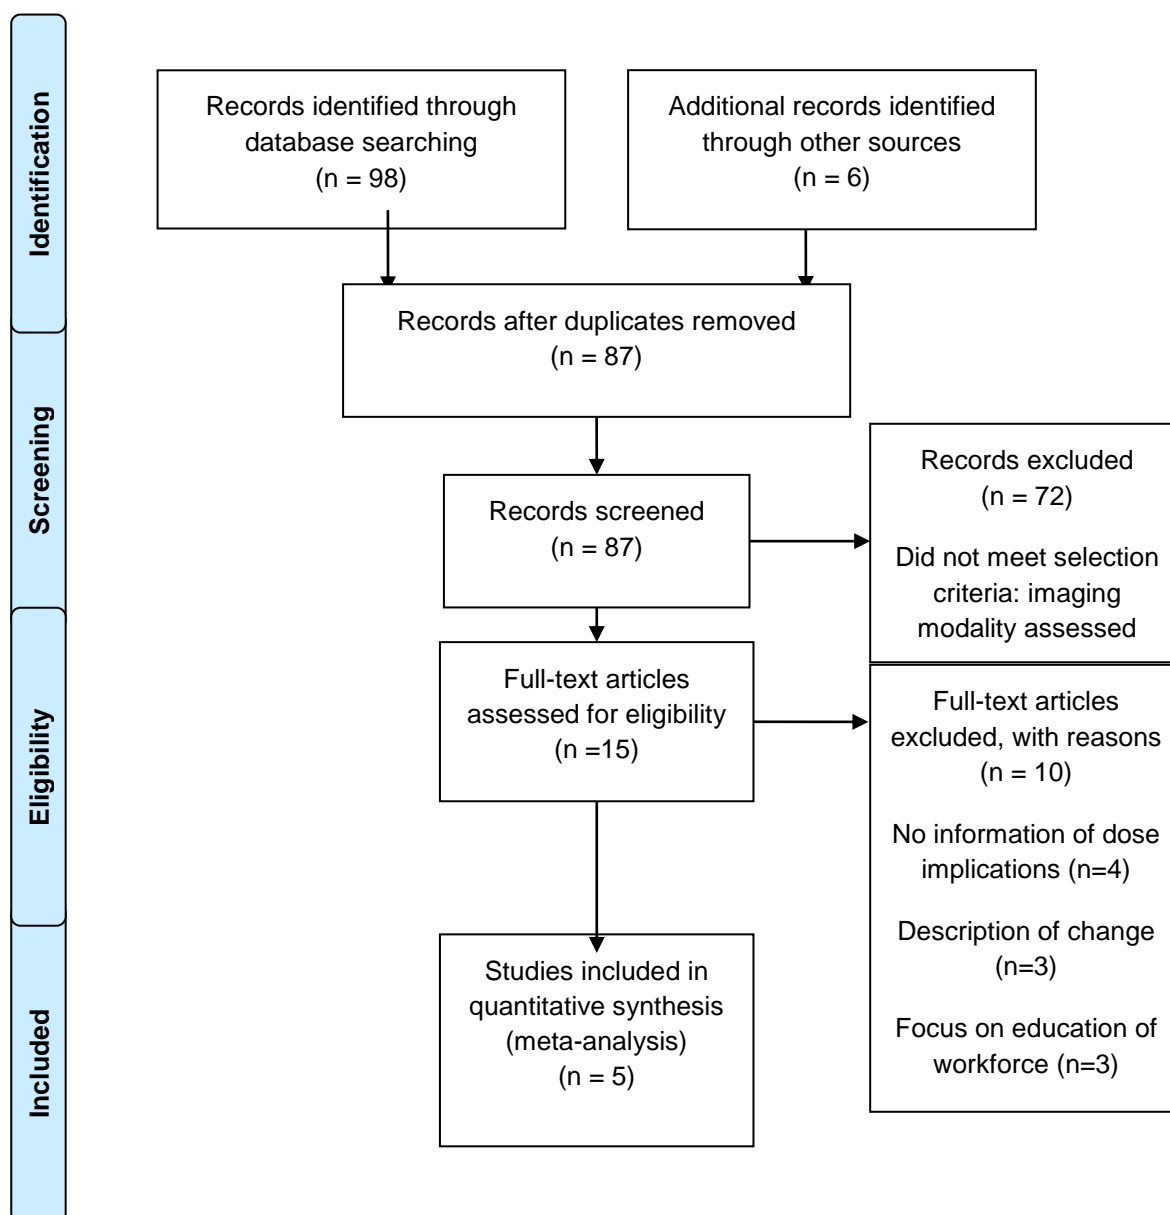 Identification
Records identified through
database searching
(n = 98)
Additional records identified
through other sources
(n = 6)
Records after duplicates removed
(n = 87)
Screening
Records screened
(n = 87)
Records excluded
(n = 72)
Did not meet selection
criteria: imaging
modality assessed
Eligibility
Full-text articles
assessed for eligibility
(n =15)
Full-text articles
excluded, with reasons
(n = 10)
No information of dose
implications (n=4)
Description of change
(n=3)
Focus on education of
workforce (n=3)
Included
Studies included in
quantitative synthesis
(meta-analysis)
(n = 5)